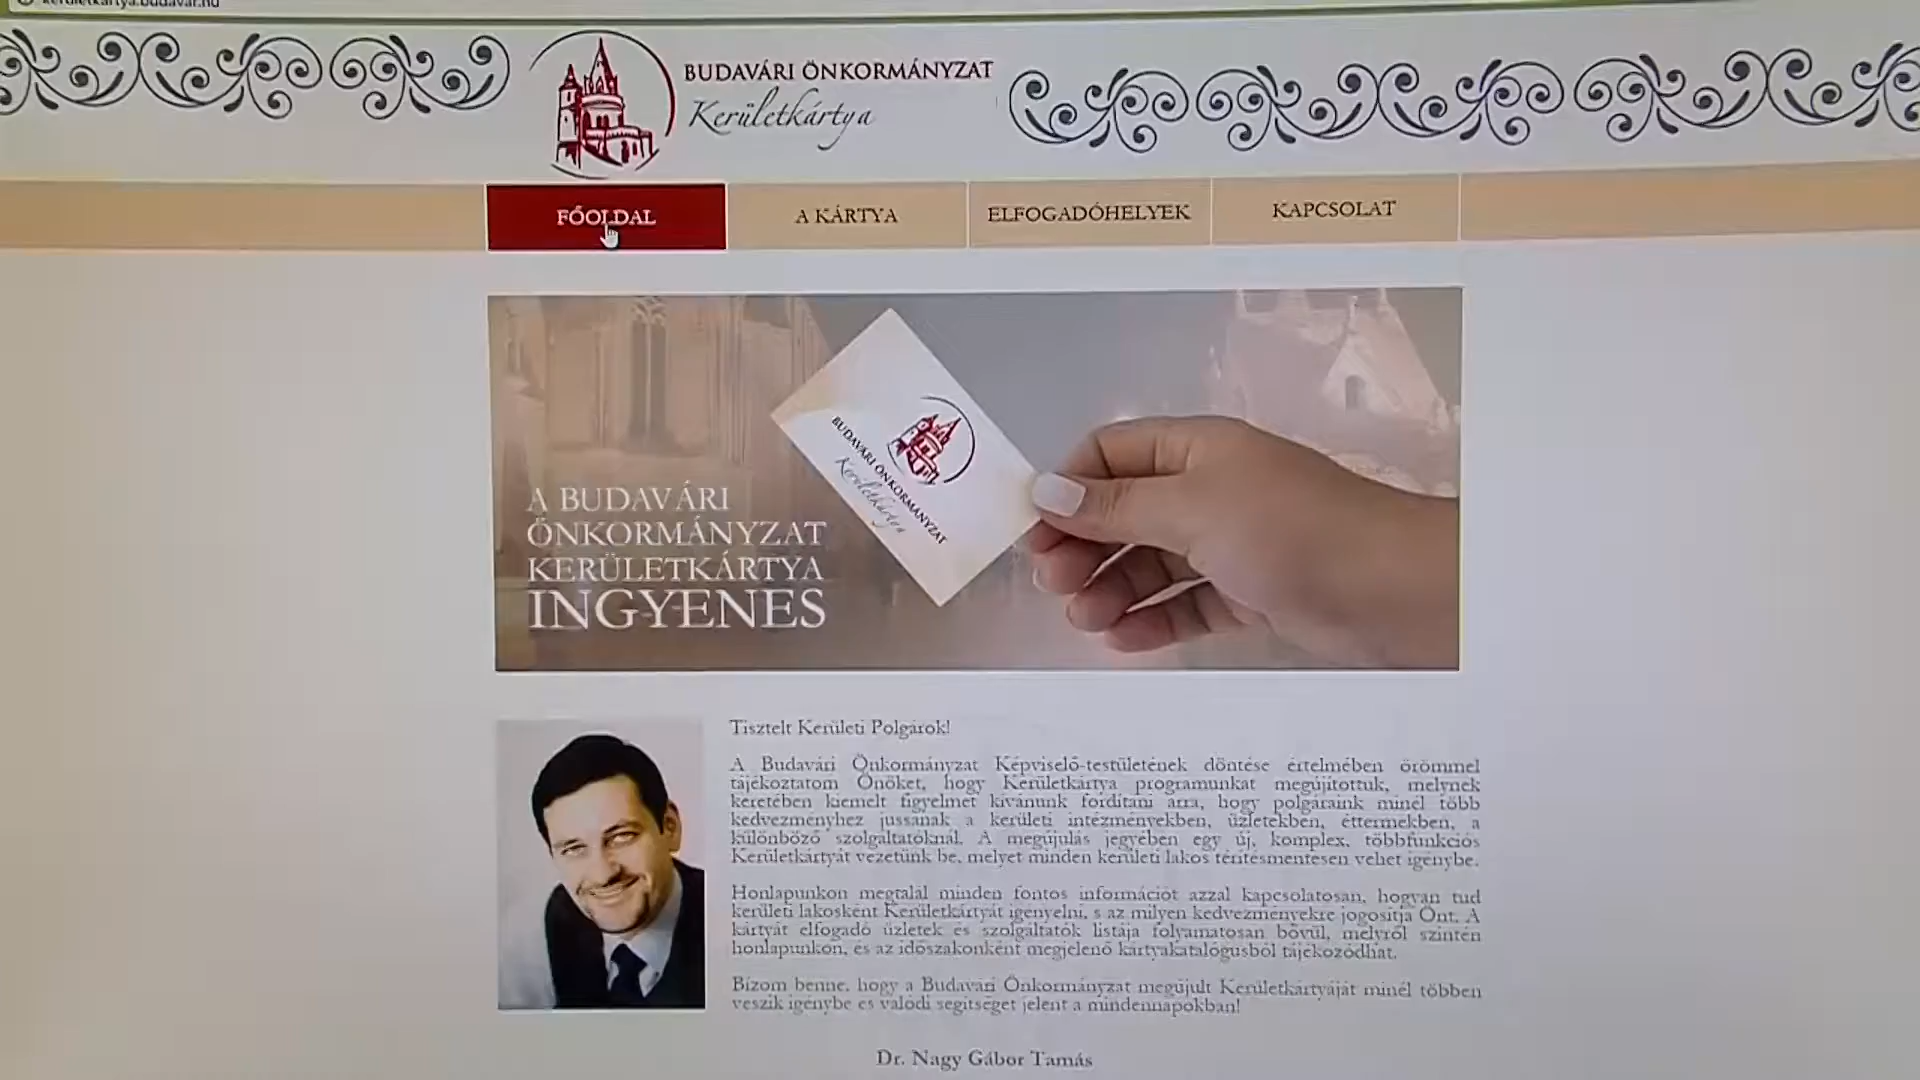 keruletkartya.budavar.hu
BUDAVÁRI ÖNKORMÁNYZAT
Kerületkártya
FŐOLDAL
A KÁRTYA
ELFOGADÓHELYEK
KAPCSOLAT
BUDAVÁRI ÖNKORMÁNYZAT
Kerületkártya
A BUDAVÁRI
ÖNKORMÁNYZAT
KERÜLETKÁRTYA
INGYENES
Tisztelt Kerületi Polgárok!
A Budavári Önkormányzat Képviselő-testületének döntése értelmében örömmel
tájékoztatom Önöket, hogy Kerületkártya programunkat megújítottuk, melynek
keretében kiemelt figyelmet kívánunk fordítani arra, hogy polgáraink minél több
kedvezményhez jussanak a kerületi intézményekben, üzletekben, éttermekben, a
különböző szolgáltatóknál. A megújulás jegyében egy új, komplex, többfunkciós
Kerületkártyát vezetünk be, melyet minden kerületi lakos térítésmentesen vehet igénybe.
Honlapunkon megtalál minden fontos információt azzal kapcsolatosan, hogyan tud
kerületi lakosként Kerületkártyát igényelni, s az milyen kedvezményekre jogosítja Önt. A
kártyát elfogadó üzletek és szolgáltatók listája folyamatosan bővül, melyről szintén
honlapunkon, és az időszakonként megjelenő kártyakatalógusból tájékozódhat.
Bízom benne, hogy a Budavári Önkormányzat megújult Kerületkártyáját minél többen
veszik igénybe és valódi segítséget jelent a mindennapokban!
Dr. Nagy Gábor Tamás